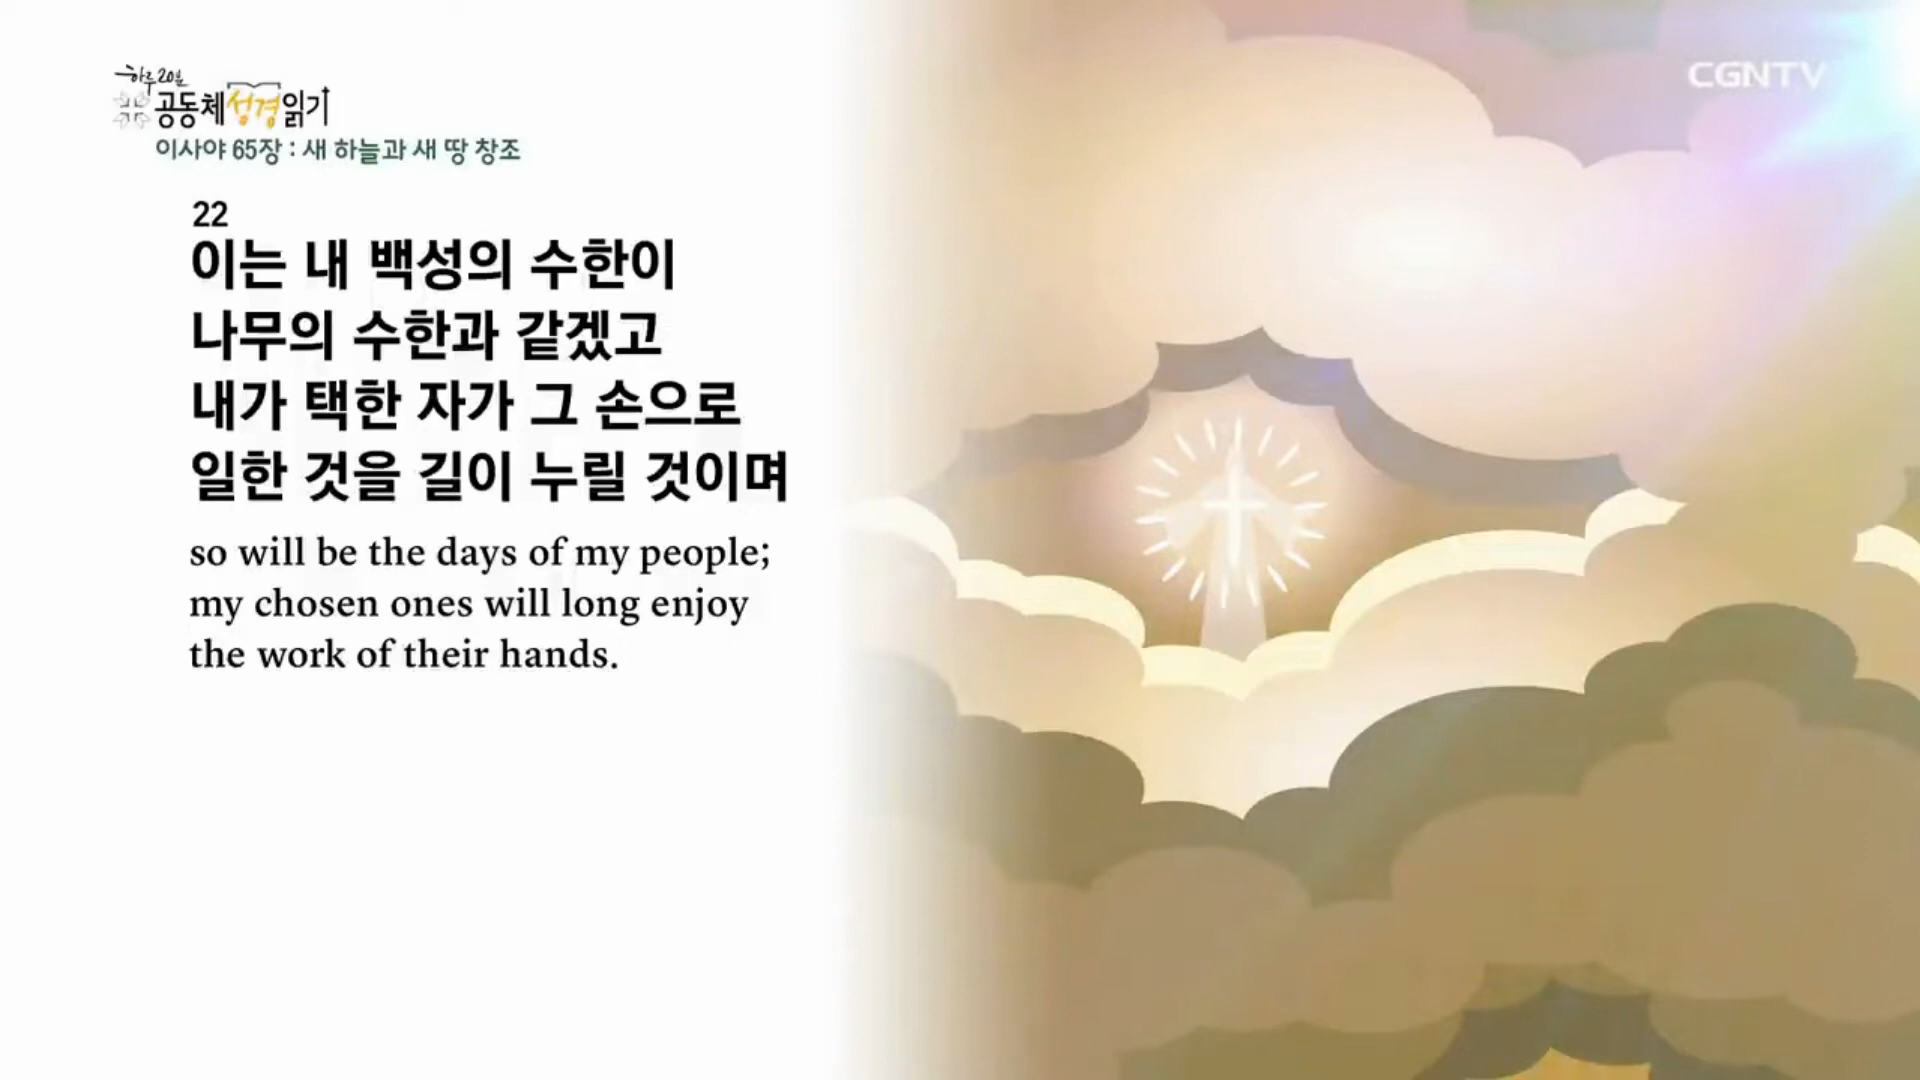 하루 20분
공동체성경읽기
CGNTV
이사야 65장 : 새 하늘과 새 땅 창조
22
이는 내 백성의 수한이
나무의 수한과 같겠고
내가 택한 자가 그 손으로
일한 것을 길이 누릴 것이며
so will be the days of my people;
my chosen ones will long enjoy
the work of their hands.